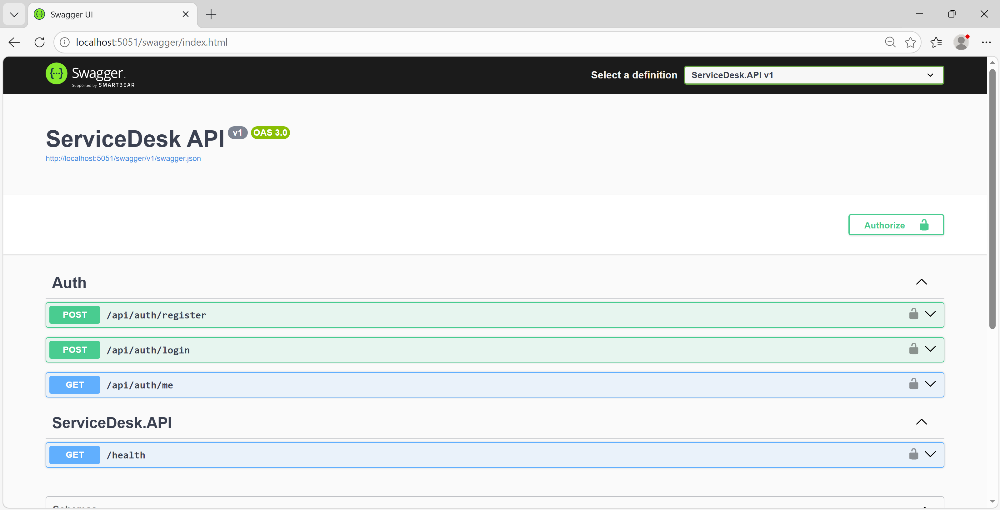 Swagger UI
localhost:5051/swagger/index.html
{...} Swagger™
Supported by SMARTBEAR
Select a definition
ServiceDesk.API v1
ServiceDesk API v1 OAS 3.0
http://localhost:5051/swagger/v1/swagger.json
Authorize
Auth
POST /api/auth/register
POST /api/auth/login
GET /api/auth/me
ServiceDesk.API
GET /health